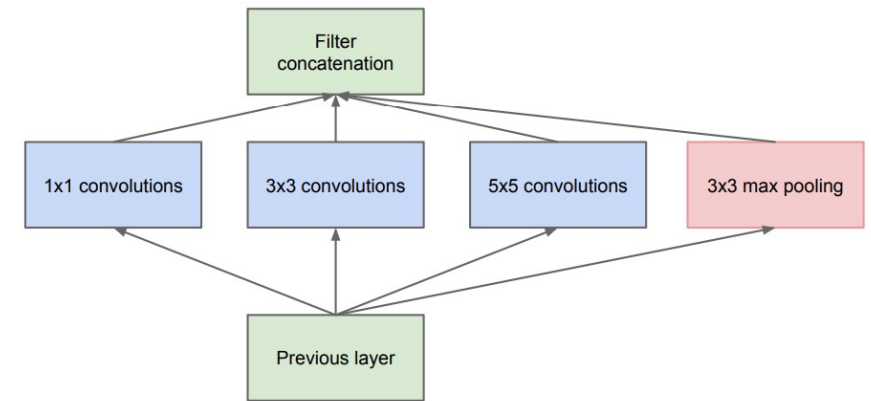 Filter
concatenation
1x1 convolutions
3x3 convolutions
5x5 convolutions
3x3 max pooling
Previous layer